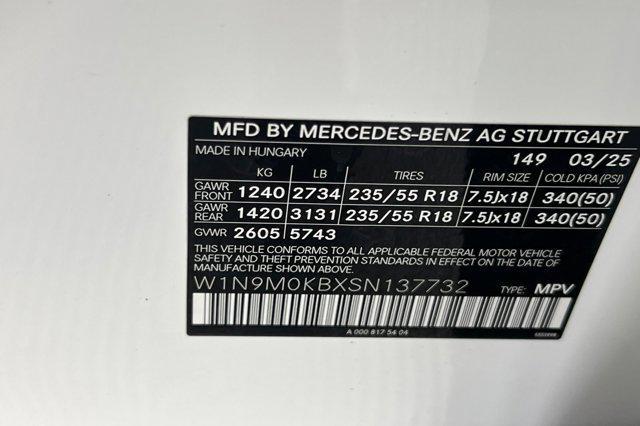 MFD BY MERCEDES-BENZ AG STUTTGART
MADE IN HUNGARY 149 03/25
KG LB TIRES RIM SIZE COLD KPA (PSI)
GAWR FRONT 1240 2734 235/55 R18 7.5Jx18 340(50)
GAWR REAR 1420 3131 235/55 R18 7.5Jx18 340(50)
GVWR 2605 5743
THIS VEHICLE CONFORMS TO ALL APPLICABLE FEDERAL MOTOR VEHICLE
SAFETY AND THEFT PREVENTION STANDARDS IN EFFECT ON THE DATE OF
MANUFACTURE SHOWN ABOVE.
W1N9M0KBXSN137732 TYPE: MPV
A 000 817 54 04